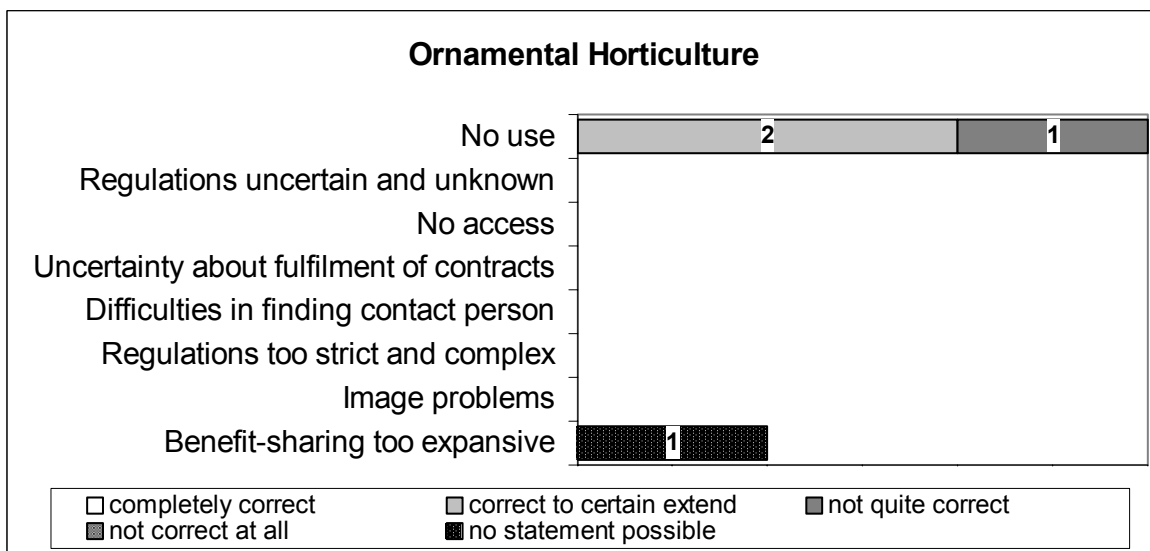 Ornamental Horticulture
No use
2
1
Regulations uncertain and unknown
No access
Uncertainty about fulfilment of contracts
Difficulties in finding contact person
Regulations too strict and complex
Image problems
Benefit-sharing too expansive
1
completely correct
correct to certain extend
not quite correct
not correct at all
no statement possible